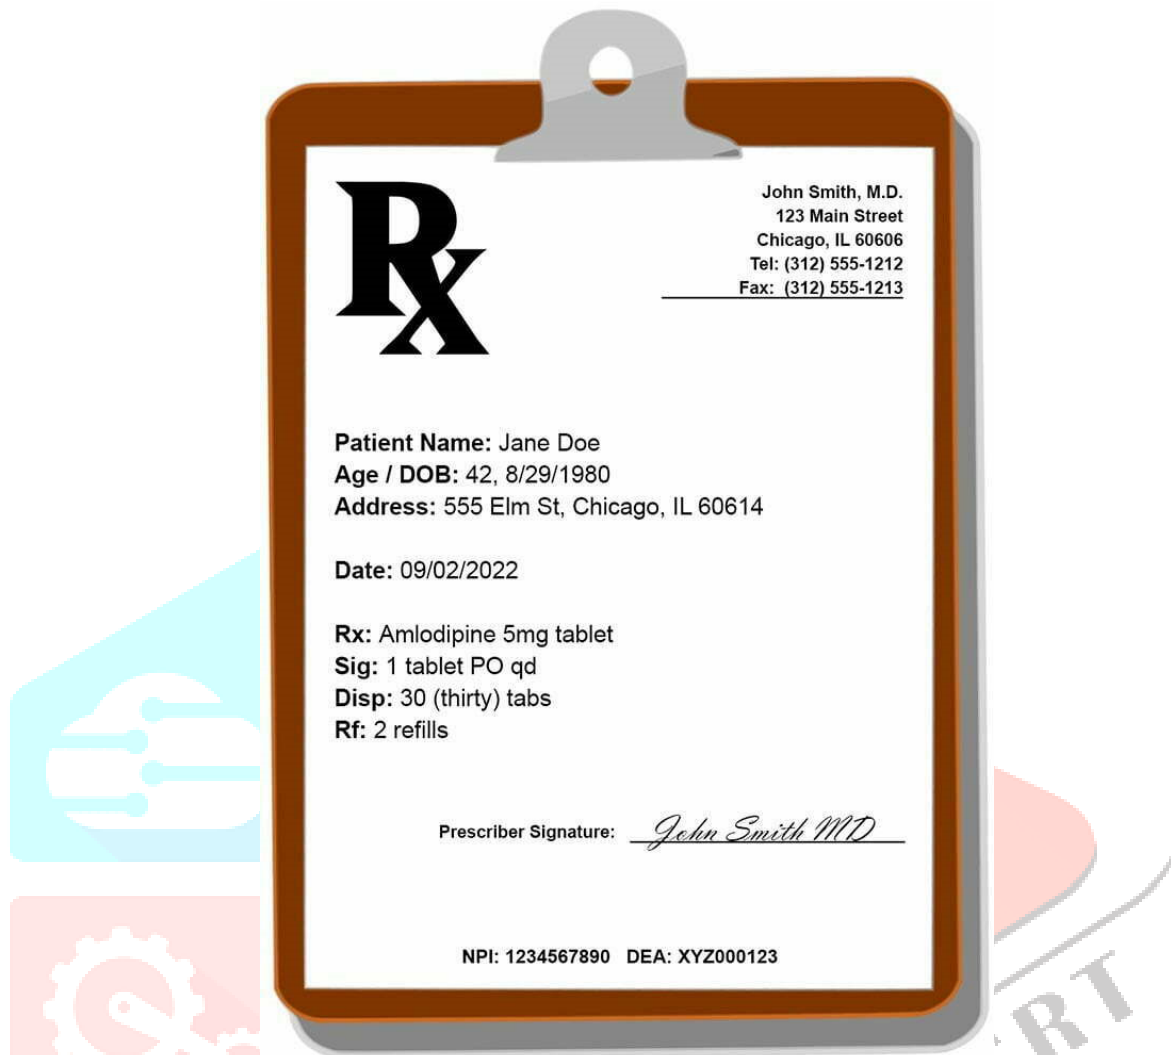 Rx
John Smith, M.D.
123 Main Street
Chicago, IL 60606
Tel: (312) 555-1212
Fax: (312) 555-1213
Patient Name: Jane Doe
Age / DOB: 42, 8/29/1980
Address: 555 Elm St, Chicago, IL 60614
Date: 09/02/2022
Rx: Amlodipine 5mg tablet
Sig: 1 tablet PO qd
Disp: 30 (thirty) tabs
Rf: 2 refills
Prescriber Signature: John Smith MD
NPI: 1234567890 DEA: XYZ000123